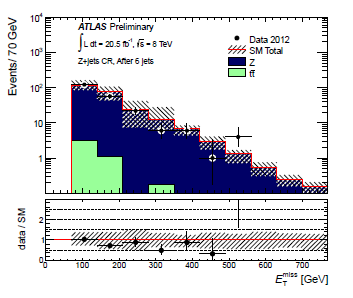 ATLAS Preliminary
∫ L dt = 20.5 fb⁻¹, √s = 8 TeV
Z+jets CR, After 6 jets
Data 2012
SM Total
Z
tt̄
Events/ 70 GeV
10⁴
10³
10²
10
1
data / SM
2
1
0
0 100 200 300 400 500 600 700
E_T^miss [GeV]